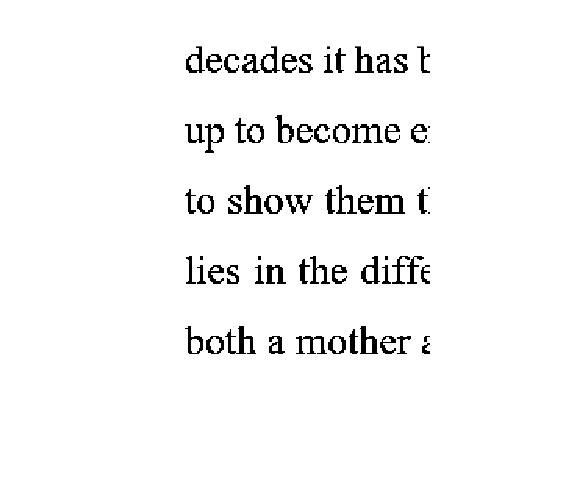 decades it has
up to become
to show them
lies in the
both a mother